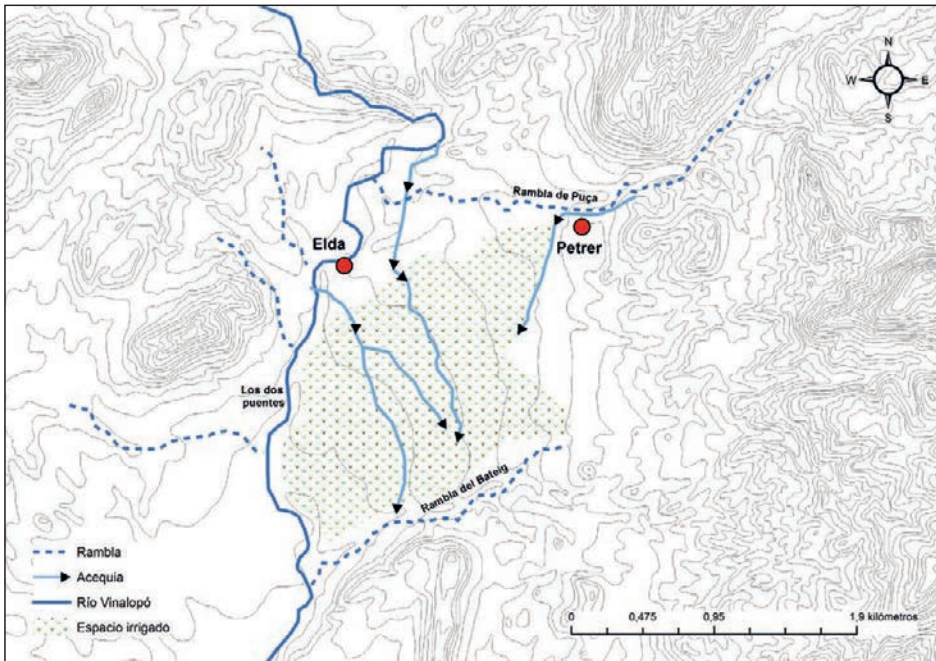 N
W E
S
Rambla de Puça
Elda
Petrer
Los dos
puentes
Rambla del Bateig
Rambla
Acequia
Río Vinalopó
Espacio irrigado
0 0,475 0,95 1,9 kilómetros